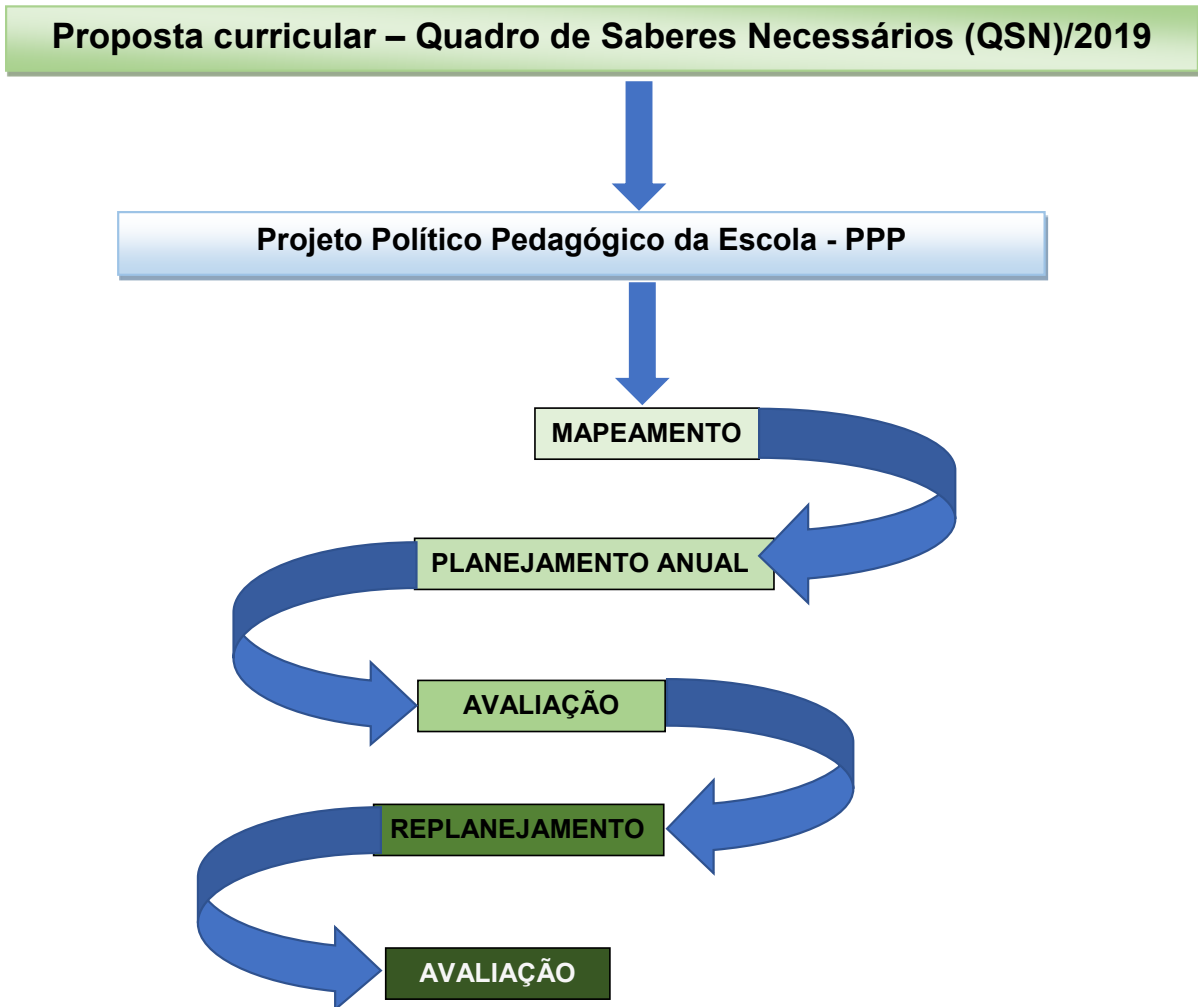 Proposta curricular – Quadro de Saberes Necessários (QSN)/2019
Projeto Político Pedagógico da Escola - PPP
MAPEAMENTO
PLANEJAMENTO ANUAL
AVALIAÇÃO
REPLANEJAMENTO
AVALIAÇÃO